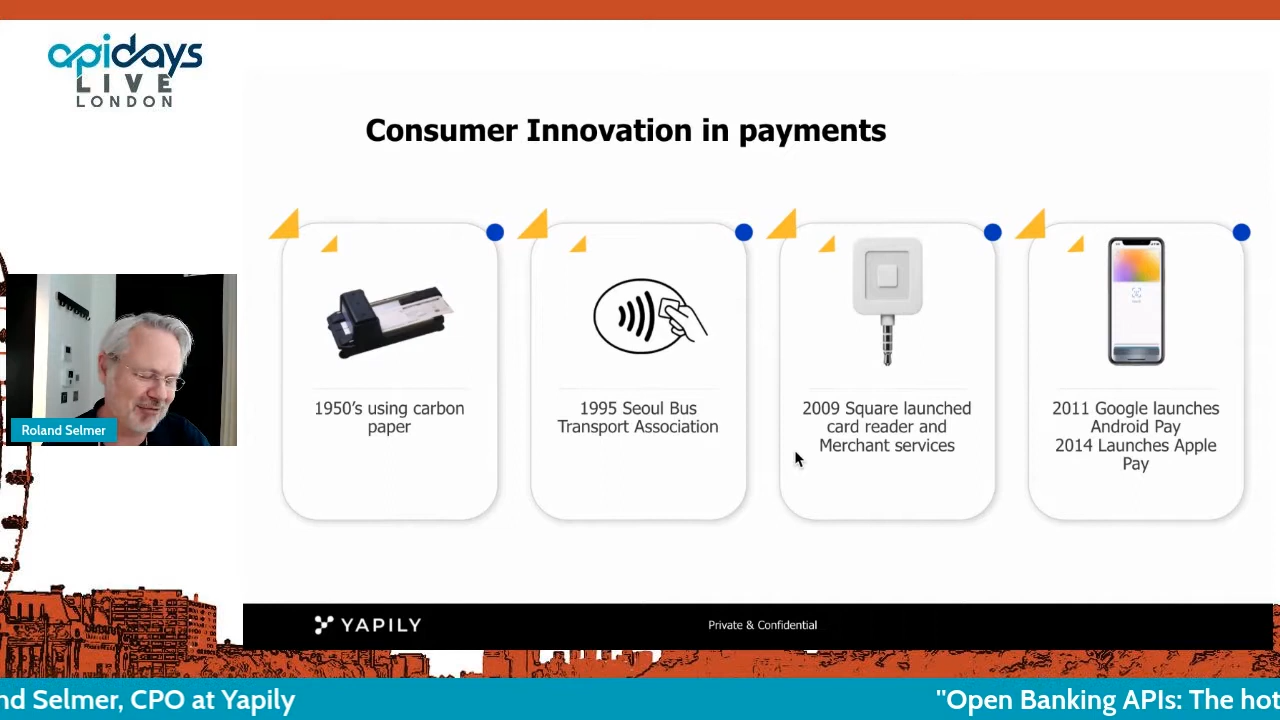 apidays
LIVE
LONDON
Consumer Innovation in payments
1950's using carbon
paper
1995 Seoul Bus
Transport Association
2009 Square launched
card reader and
Merchant services
2011 Google launches
Android Pay
2014 Launches Apple
Pay
Roland Selmer
YAPILY
Private & Confidential
nd Selmer, CPO at Yapily
"Open Banking APIs: The hot